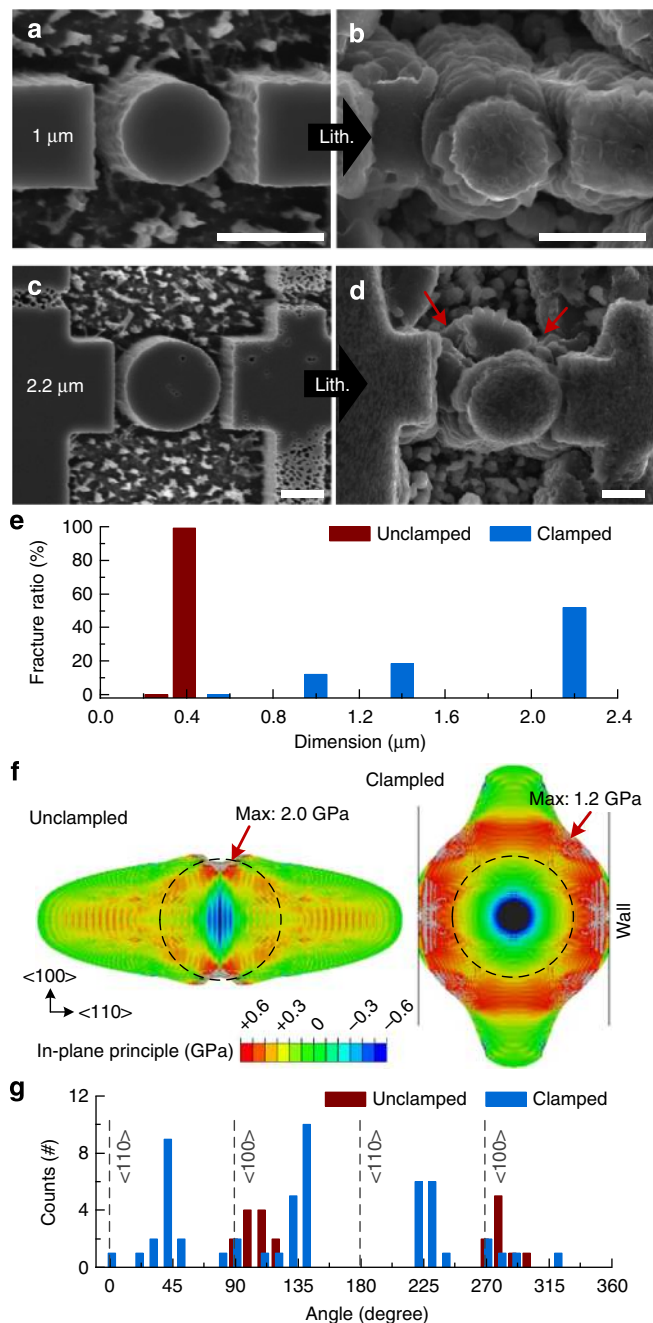 a
b
1 μm
Lith.
c
d
2.2 μm
Lith.
e
Unclamped
Clamped
Fracture ratio (%)
100
80
60
40
20
0
0.0
0.4
0.8
1.2
1.6
2.0
2.4
Dimension (μm)
f
Clampled
Unclamped
Max: 2.0 GPa
Max: 1.2 GPa
Wall
<100>
<110>
+0.6
+0.3
0
−0.3
−0.6
In-plane principle (GPa)
g
Unclamped
Clamped
Counts (#)
12
8
4
0
<110>
<100>
<110>
<100>
0
45
90
135
180
225
270
315
360
Angle (degree)